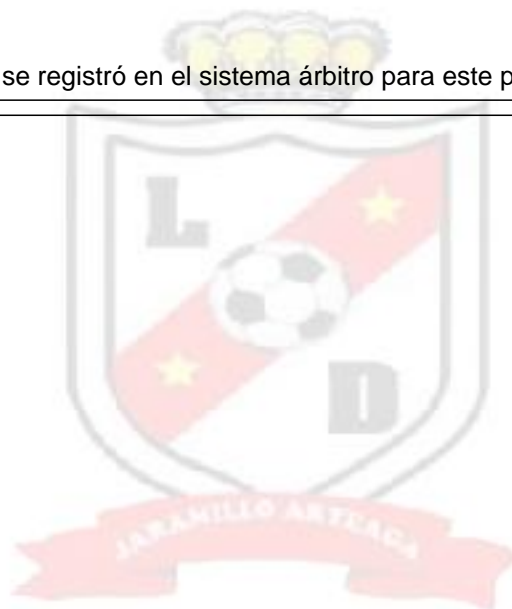 se registró en el sistema árbitro para este p
L
D
JARAMILLO ARTEAGA